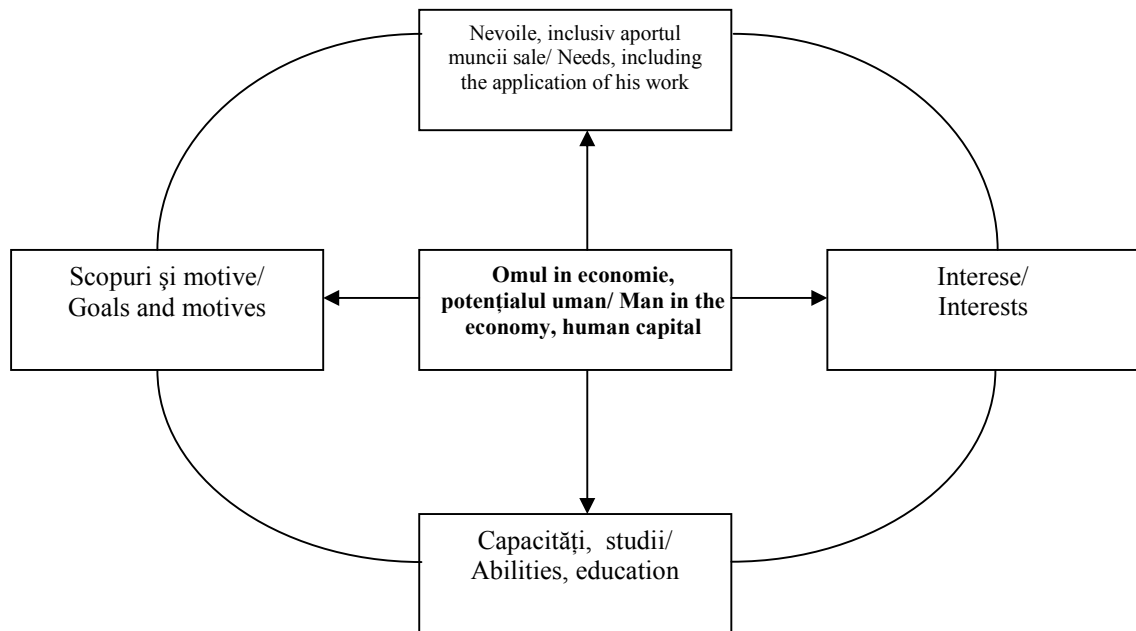 Nevoile, inclusiv aportul
muncii sale/ Needs, including
the application of his work
Scopuri şi motive/
Goals and motives
Omul in economie,
potențialul uman/ Man in the
economy, human capital
Interese/
Interests
Capacități, studii/
Abilities, education